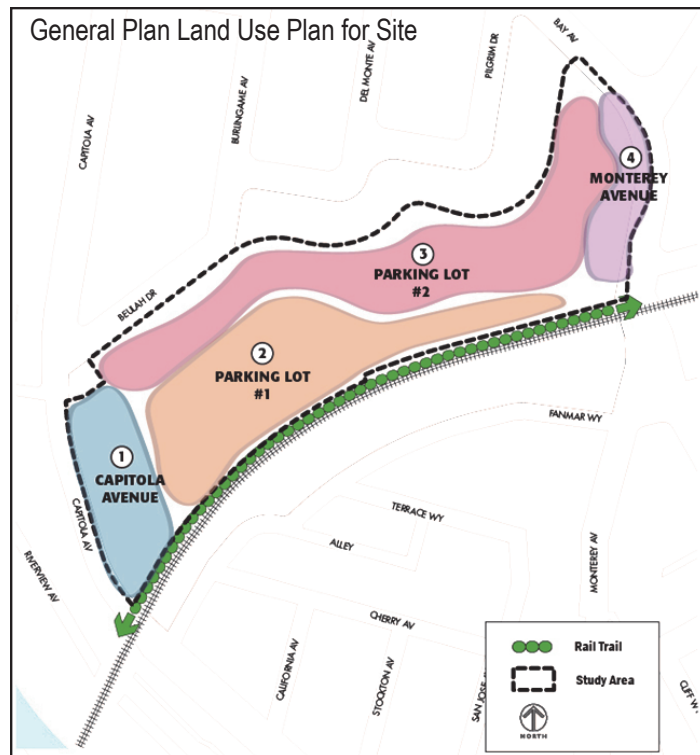 General Plan Land Use Plan for Site
BAY AV
PILGRIM DR
DEL MONTE AV
BURLINGAME AV
CAPITOLA AV
4
MONTEREY
AVENUE
3
PARKING LOT
#2
BEULAH DR
2
PARKING LOT
#1
FANMAR WY
1
CAPITOLA
AVENUE
CAPITOLA AV
TERRACE WY
ALLEY
RIVERVIEW AV
MONTEREY AV
CHERRY AV
CALIFORNIA AV
STOCKTON AV
SAN JOSE
CLIFF
Rail Trail
Study Area
NORTH